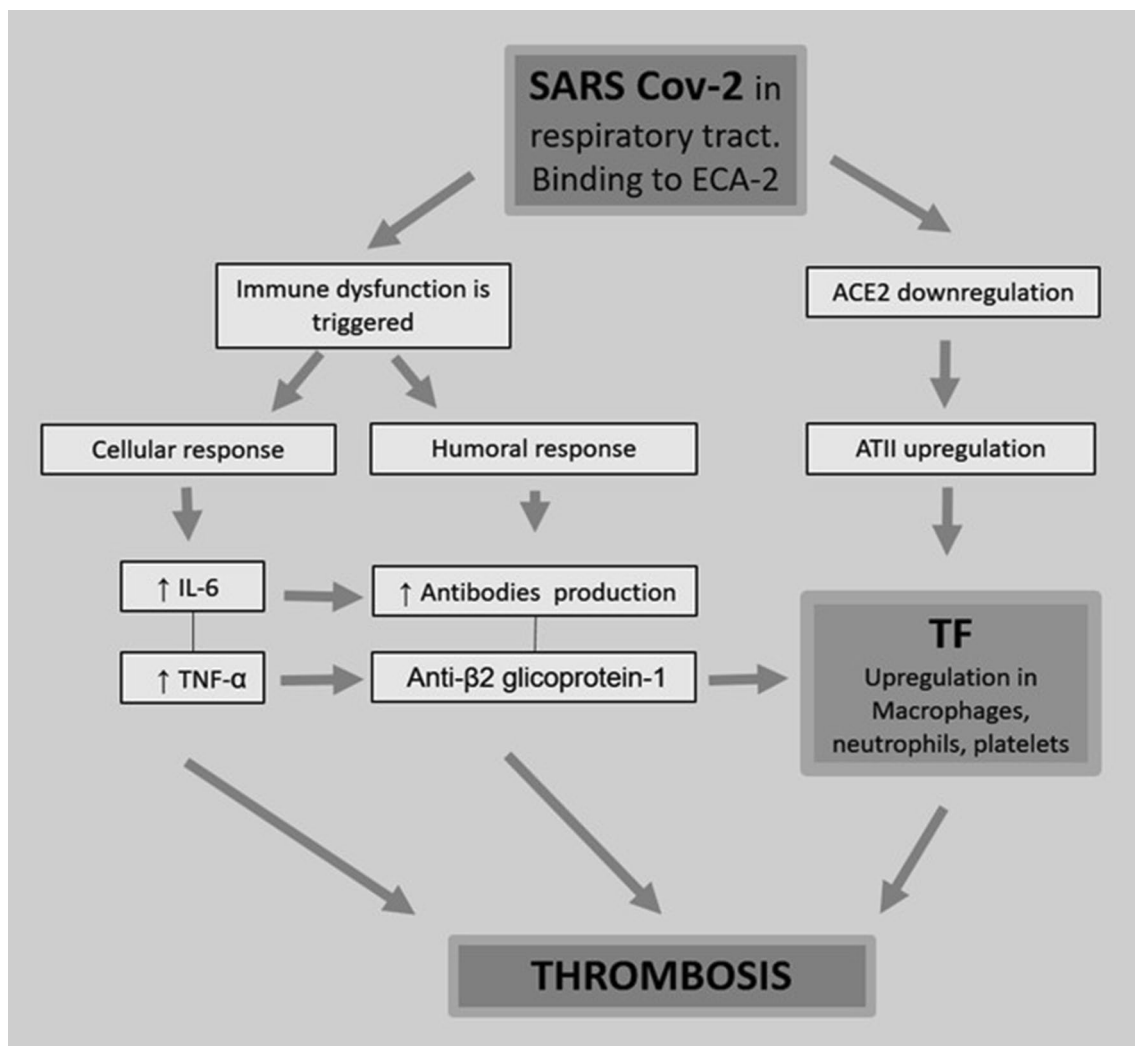 SARS Cov-2 in
respiratory tract.
Binding to ECA-2
Immune dysfunction is
triggered
ACE2 downregulation
Cellular response
Humoral response
ATII upregulation
↑ IL-6
↑ Antibodies production
↑ TNF-α
Anti-β2 glicoprotein-1
TF
Upregulation in
Macrophages,
neutrophils, platelets
THROMBOSIS